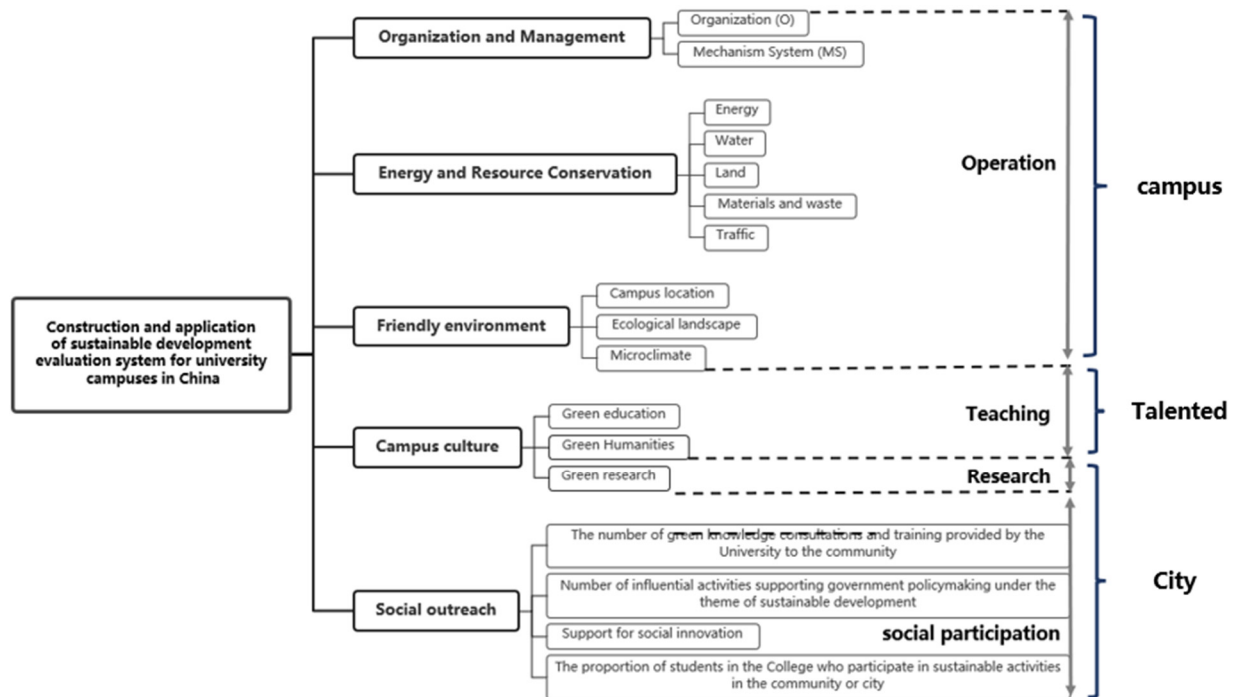 Construction and application
of sustainable development
evaluation system for university
campuses in China
Organization and Management
Organization (O)
Mechanism System (MS)
Energy and Resource Conservation
Energy
Water
Land
Materials and waste
Traffic
Friendly environment
Campus location
Ecological landscape
Microclimate
Campus culture
Green education
Green Humanities
Green research
Social outreach
The number of green knowledge consultations and training provided by the
University to the community
Number of influential activities supporting government policymaking under the
theme of sustainable development
Support for social innovation
The proportion of students in the College who participate in sustainable activities
in the community or city
Operation
Teaching
Research
social participation
campus
Talented
City